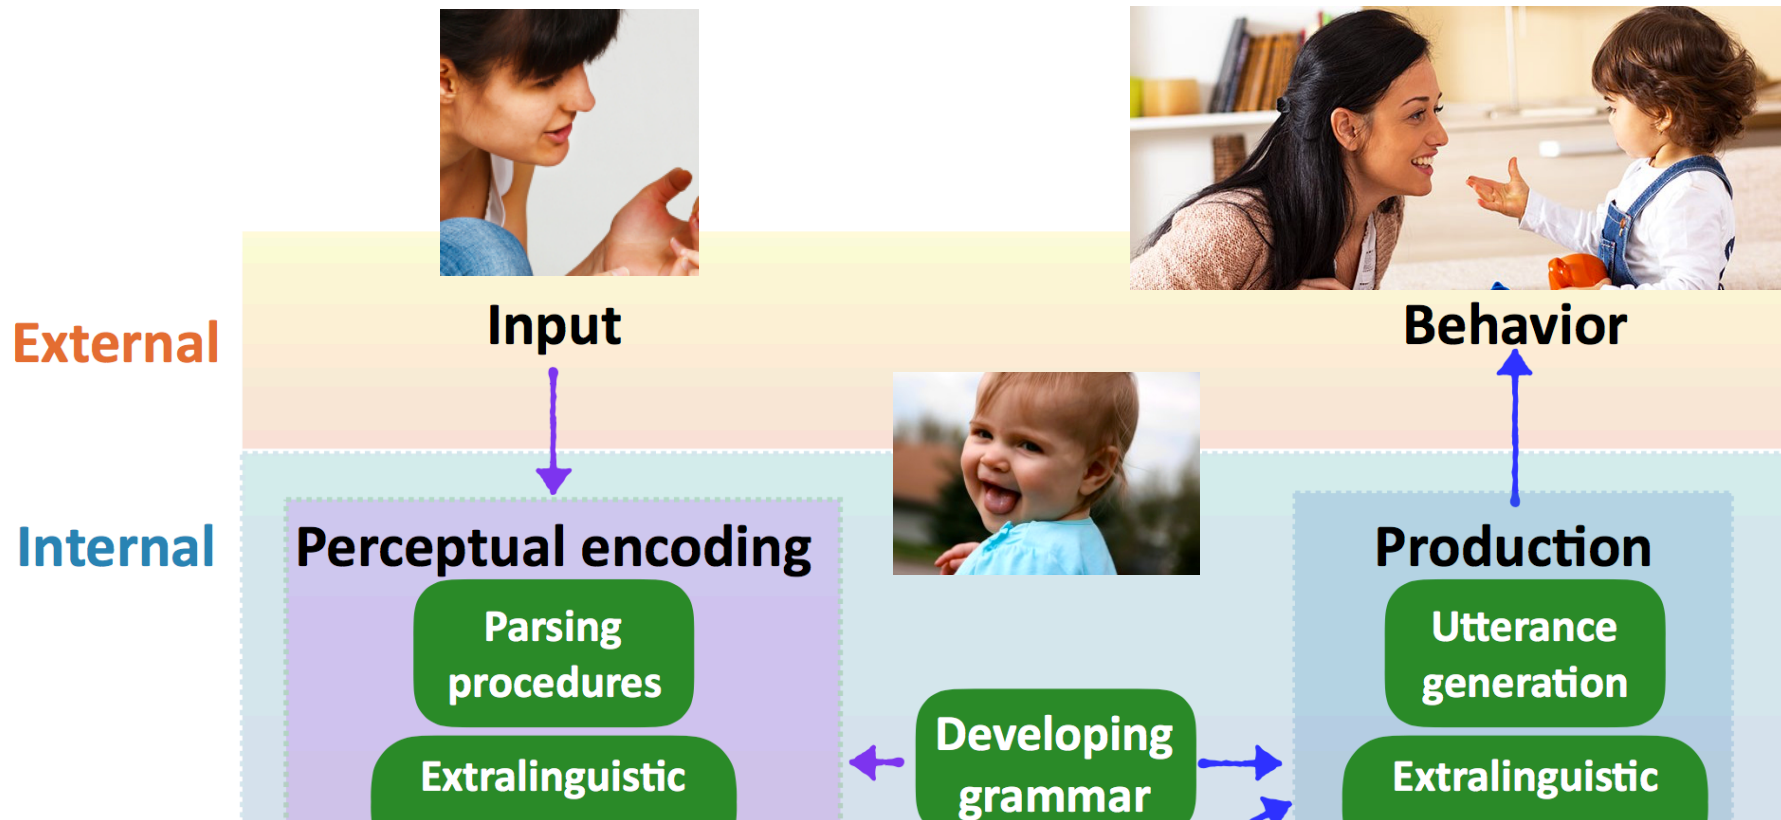 External
Input
Behavior
Internal
Perceptual encoding
Parsing
procedures
Extralinguistic
Developing
grammar
Production
Utterance
generation
Extralinguistic